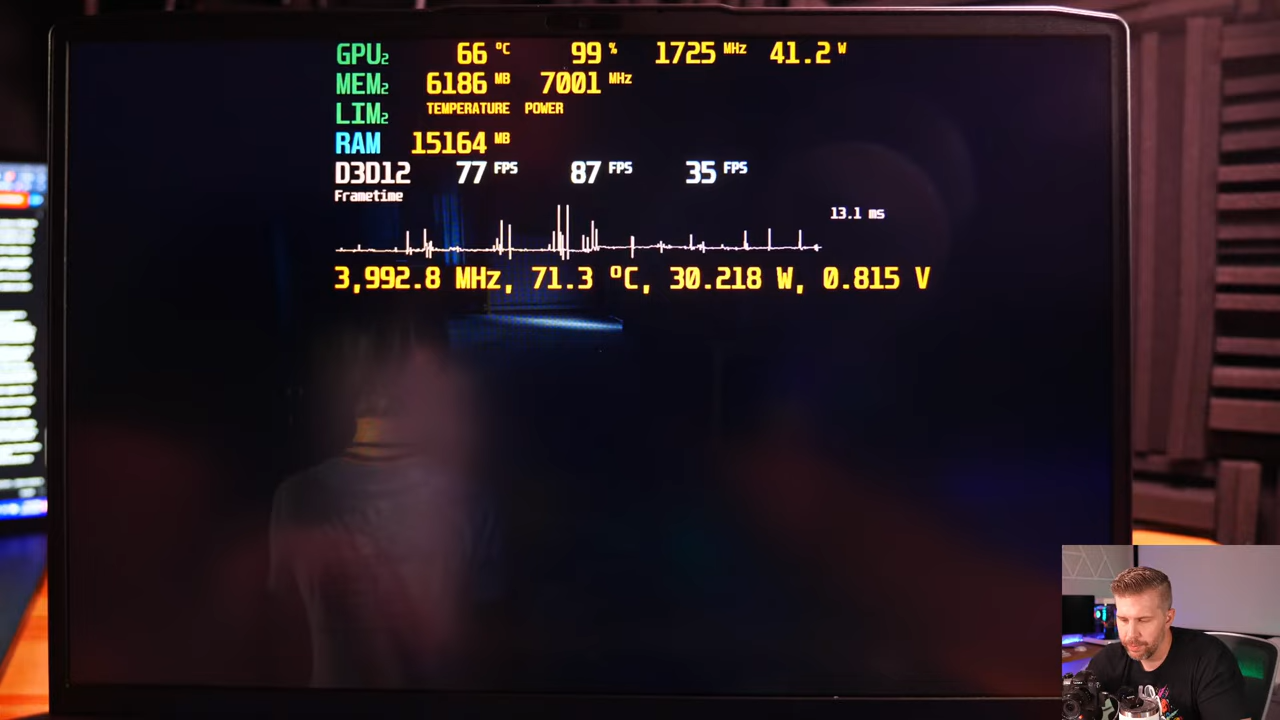 GPU2 66 °C 99 % 1725 MHz 41.2 W
MEM2 6186 MB 7001 MHz
LIM2 TEMPERATURE POWER
RAM 15164 MB
D3D12 77 FPS 87 FPS 35 FPS
Frametime
13.1 ms
3,992.8 MHz, 71.3 ºC, 30.218 W, 0.815 V